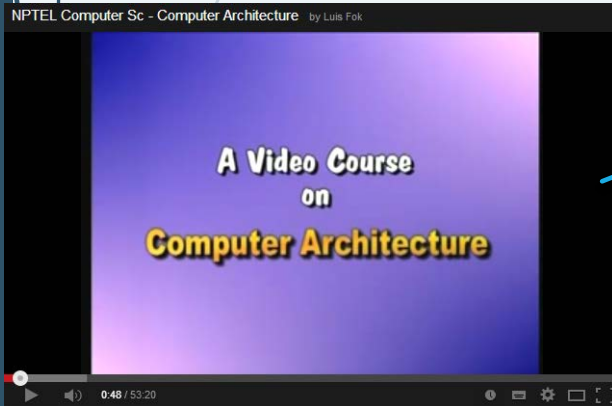 NPTEL Computer Sc - Computer Architecture by Luis Fok
A Video Course
on
Computer Architecture
0:48 / 53:20